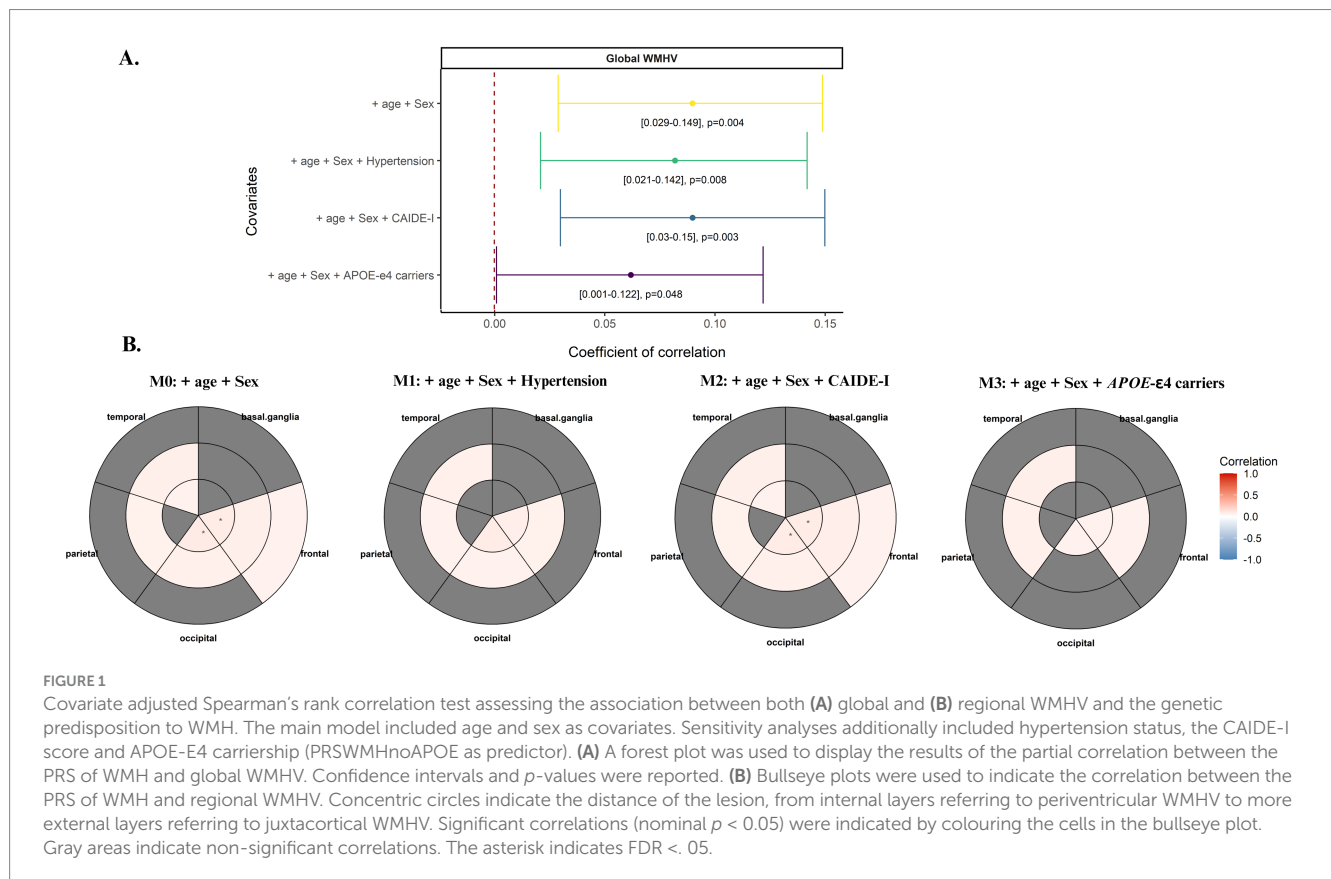 A.
Global WMHV
Covariates
+ age + Sex
[0.029-0.149], p=0.004
+ age + Sex + Hypertension
[0.021-0.142], p=0.008
+ age + Sex + CAIDE-I
[0.03-0.15], p=0.003
+ age + Sex + APOE-e4 carriers
[0.001-0.122], p=0.048
0.00 0.05 0.10 0.15
Coefficient of correlation
B.
M0: + age + Sex
temporal
basal.ganglia
parietal
frontal
occipital
M1: + age + Sex + Hypertension
temporal
basal.ganglia
parietal
frontal
occipital
M2: + age + Sex + CAIDE-I
temporal
basal.ganglia
parietal
frontal
occipital
M3: + age + Sex + APOE-ε4 carriers
temporal
basal.ganglia
parietal
frontal
occipital
Correlation
1.0
0.5
0.0
-0.5
-1.0
FIGURE 1
Covariate adjusted Spearman's rank correlation test assessing the association between both (A) global and (B) regional WMHV and the genetic
predisposition to WMH. The main model included age and sex as covariates. Sensitivity analyses additionally included hypertension status, the CAIDE-I
score and APOE-E4 carriership (PRSWMHnoAPOE as predictor). (A) A forest plot was used to display the results of the partial correlation between the
PRS of WMH and global WMHV. Confidence intervals and p-values were reported. (B) Bullseye plots were used to indicate the correlation between the
PRS of WMH and regional WMHV. Concentric circles indicate the distance of the lesion, from internal layers referring to periventricular WMHV to more
external layers referring to juxtacortical WMHV. Significant correlations (nominal p < 0.05) were indicated by colouring the cells in the bullseye plot.
Gray areas indicate non-significant correlations. The asterisk indicates FDR <. 05.